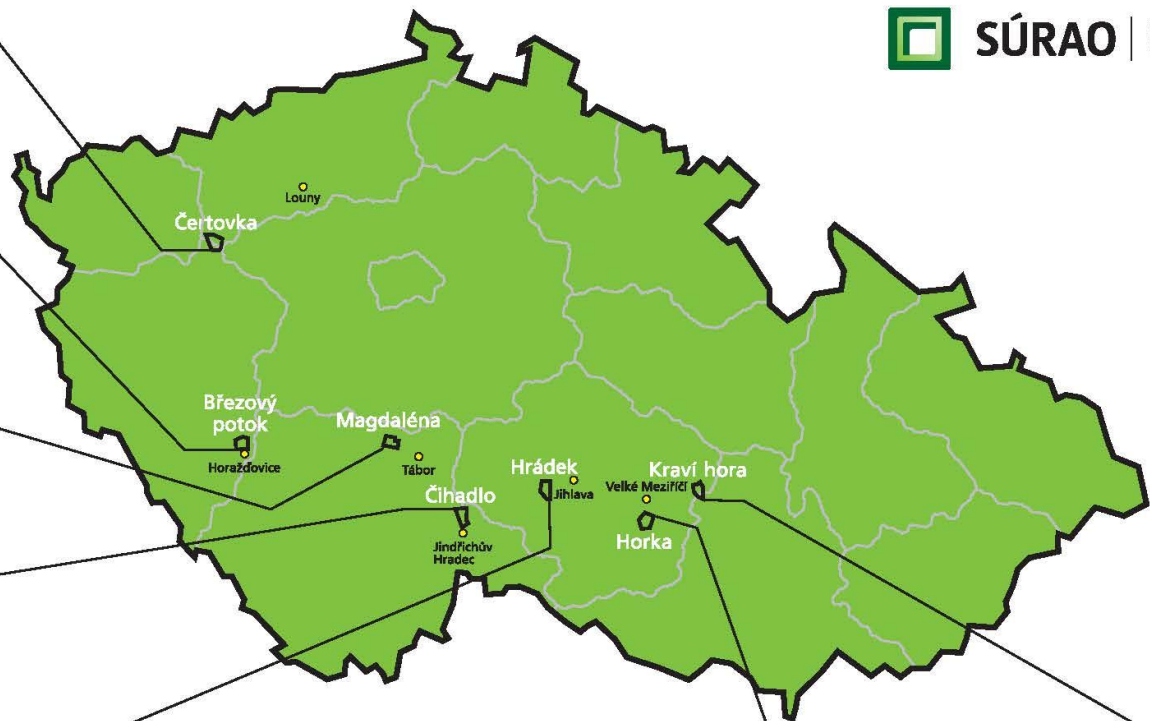 SÚRAO
Louny
Čertovka
Březový
potok
Horažďovice
Magdaléna
Tábor
Čihadlo
Jindřichův
Hradec
Hrádek
Jihlava
Velké Meziříčí
Kraví hora
Horka